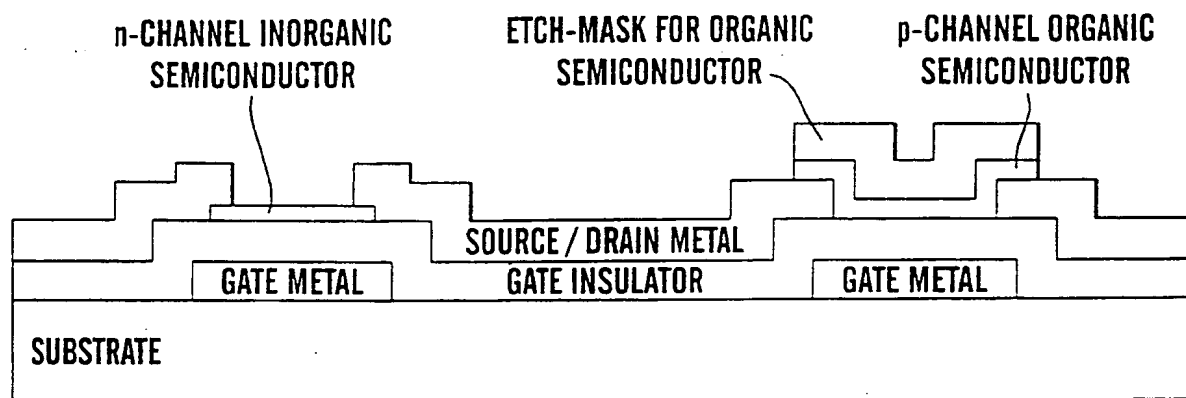 n-CHANNEL INORGANIC
SEMICONDUCTOR
ETCH-MASK FOR ORGANIC
SEMICONDUCTOR
p-CHANNEL ORGANIC
SEMICONDUCTOR
SOURCE / DRAIN METAL
GATE METAL
GATE INSULATOR
GATE METAL
SUBSTRATE